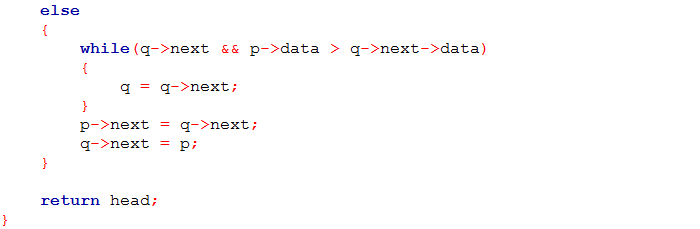 else
    {
        while(q->next && p->data > q->next->data)
        {
            q = q->next;
        }
        p->next = q->next;
        q->next = p;
    }

    return head;
}